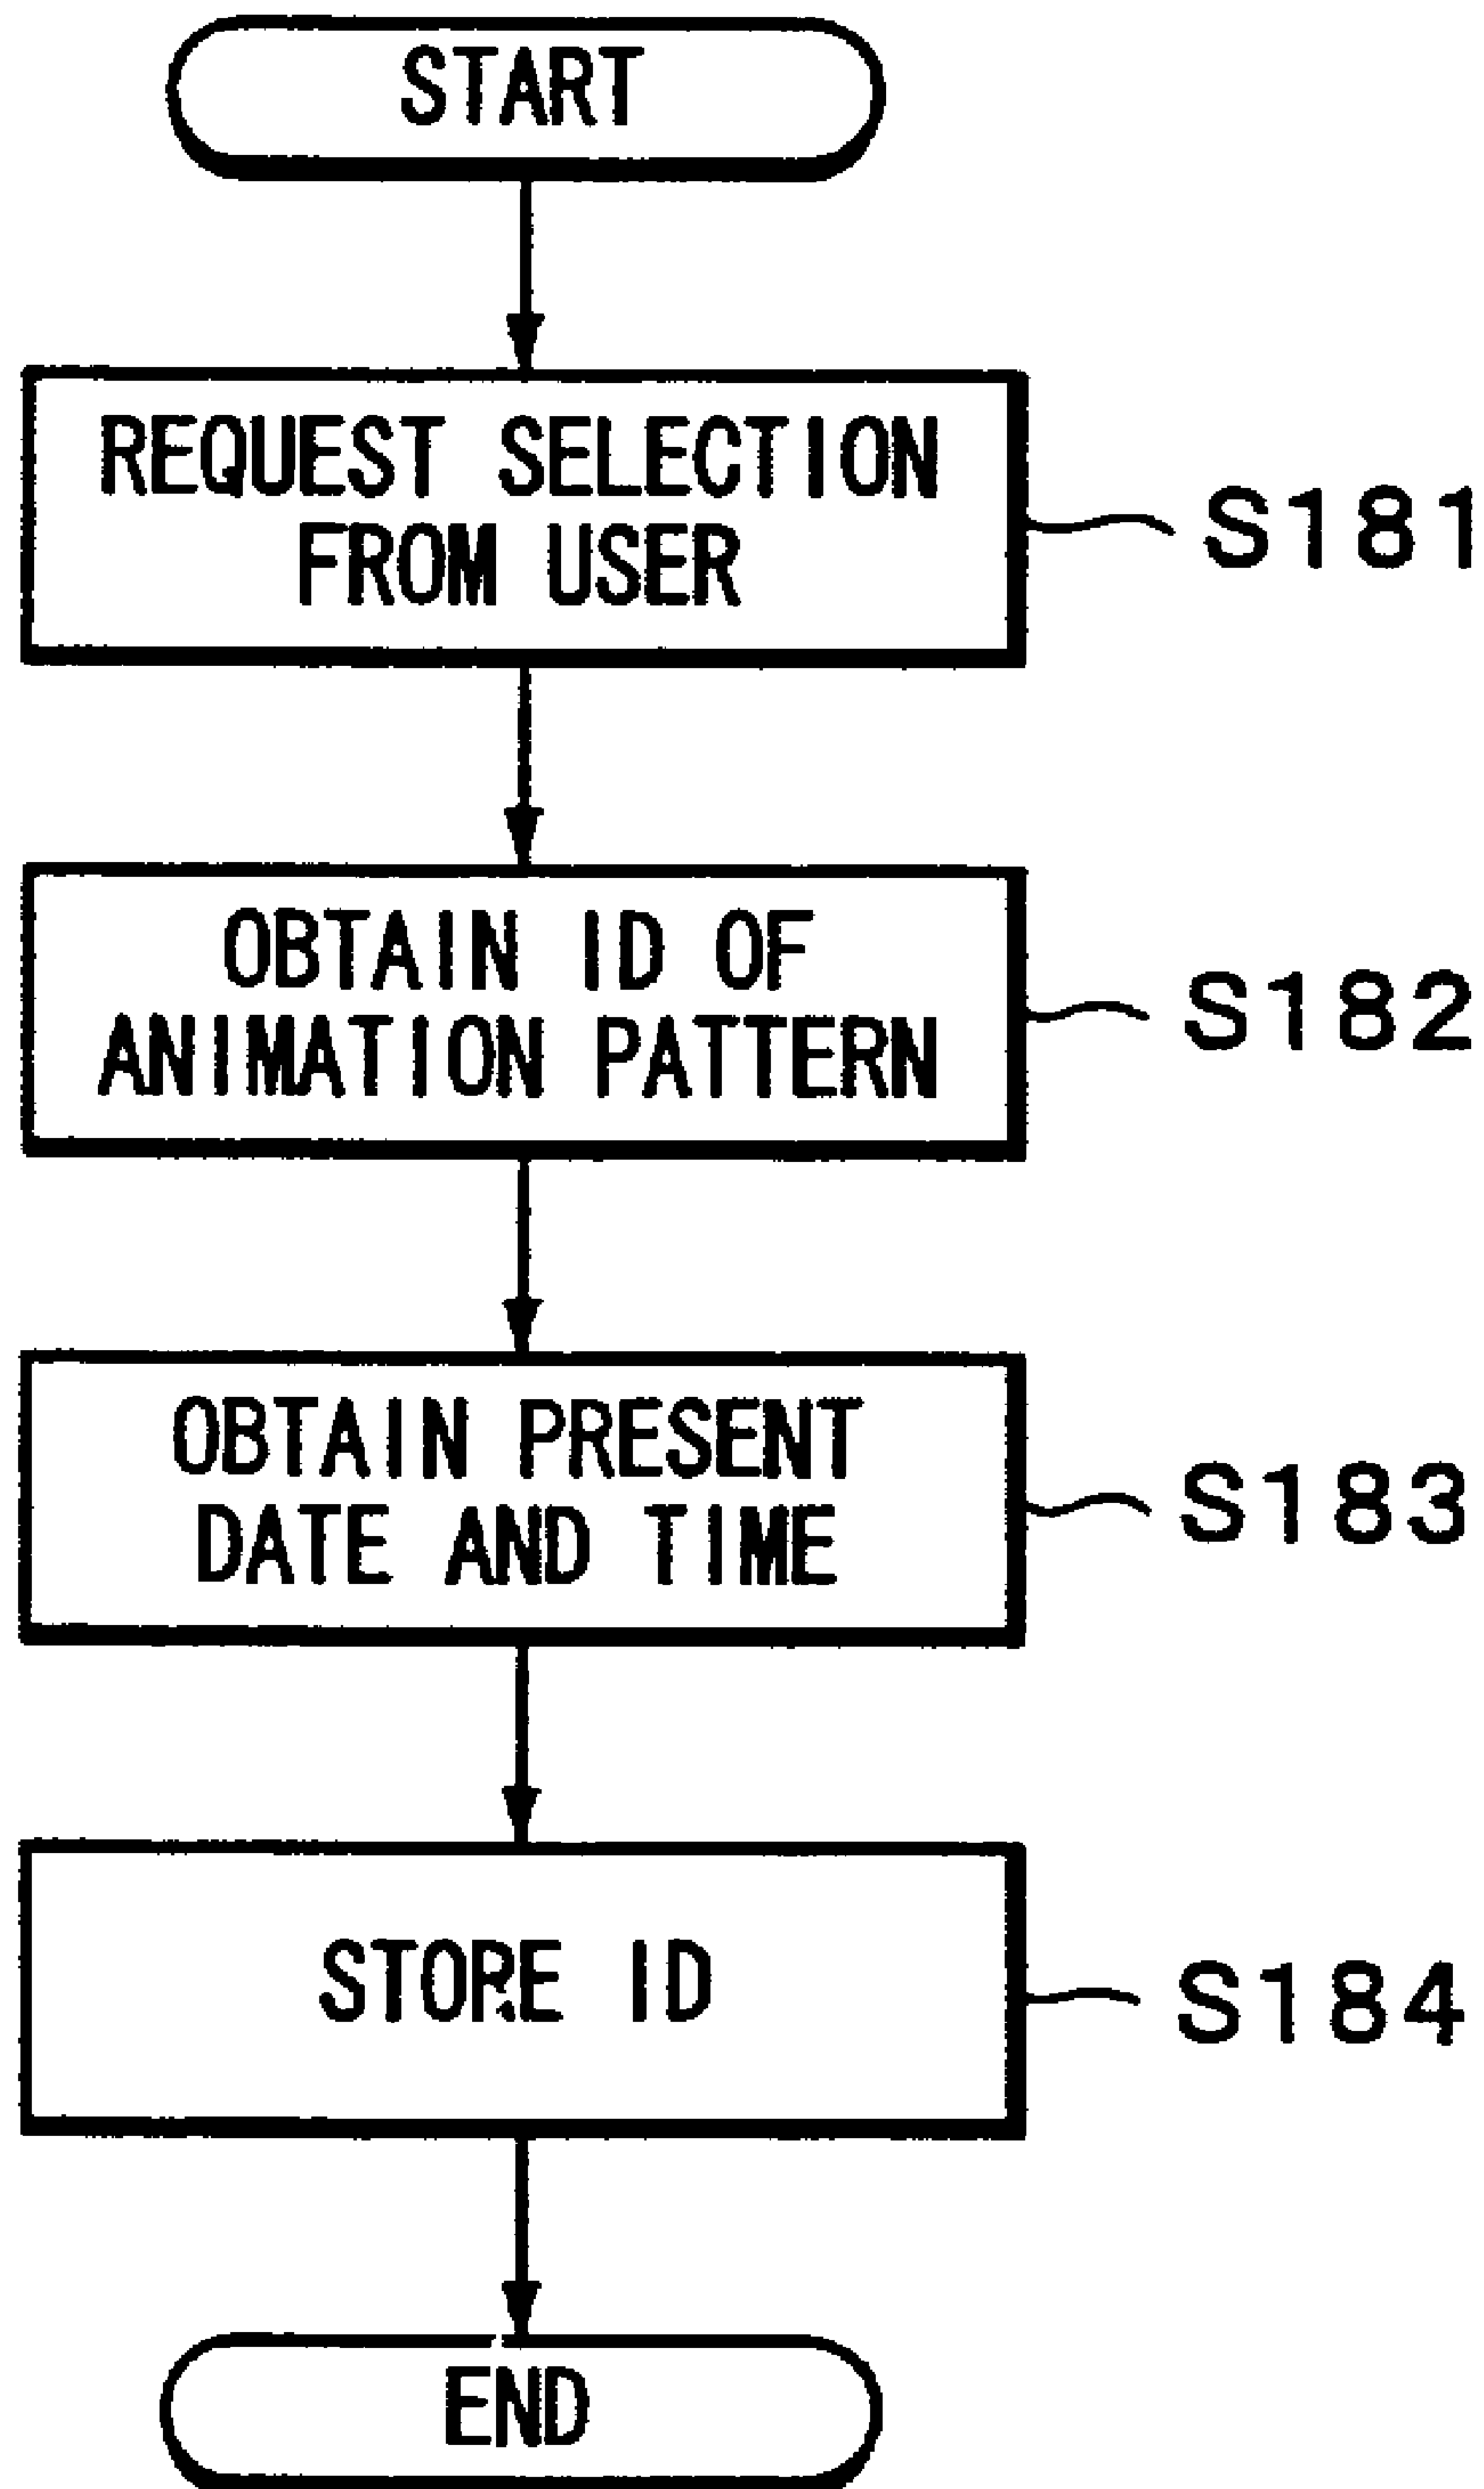 START
REQUEST SELECTION
FROM USER
S181
OBTAIN ID OF
ANIMATION PATTERN
S182
OBTAIN PRESENT
DATE AND TIME
S183
STORE ID
S184
END